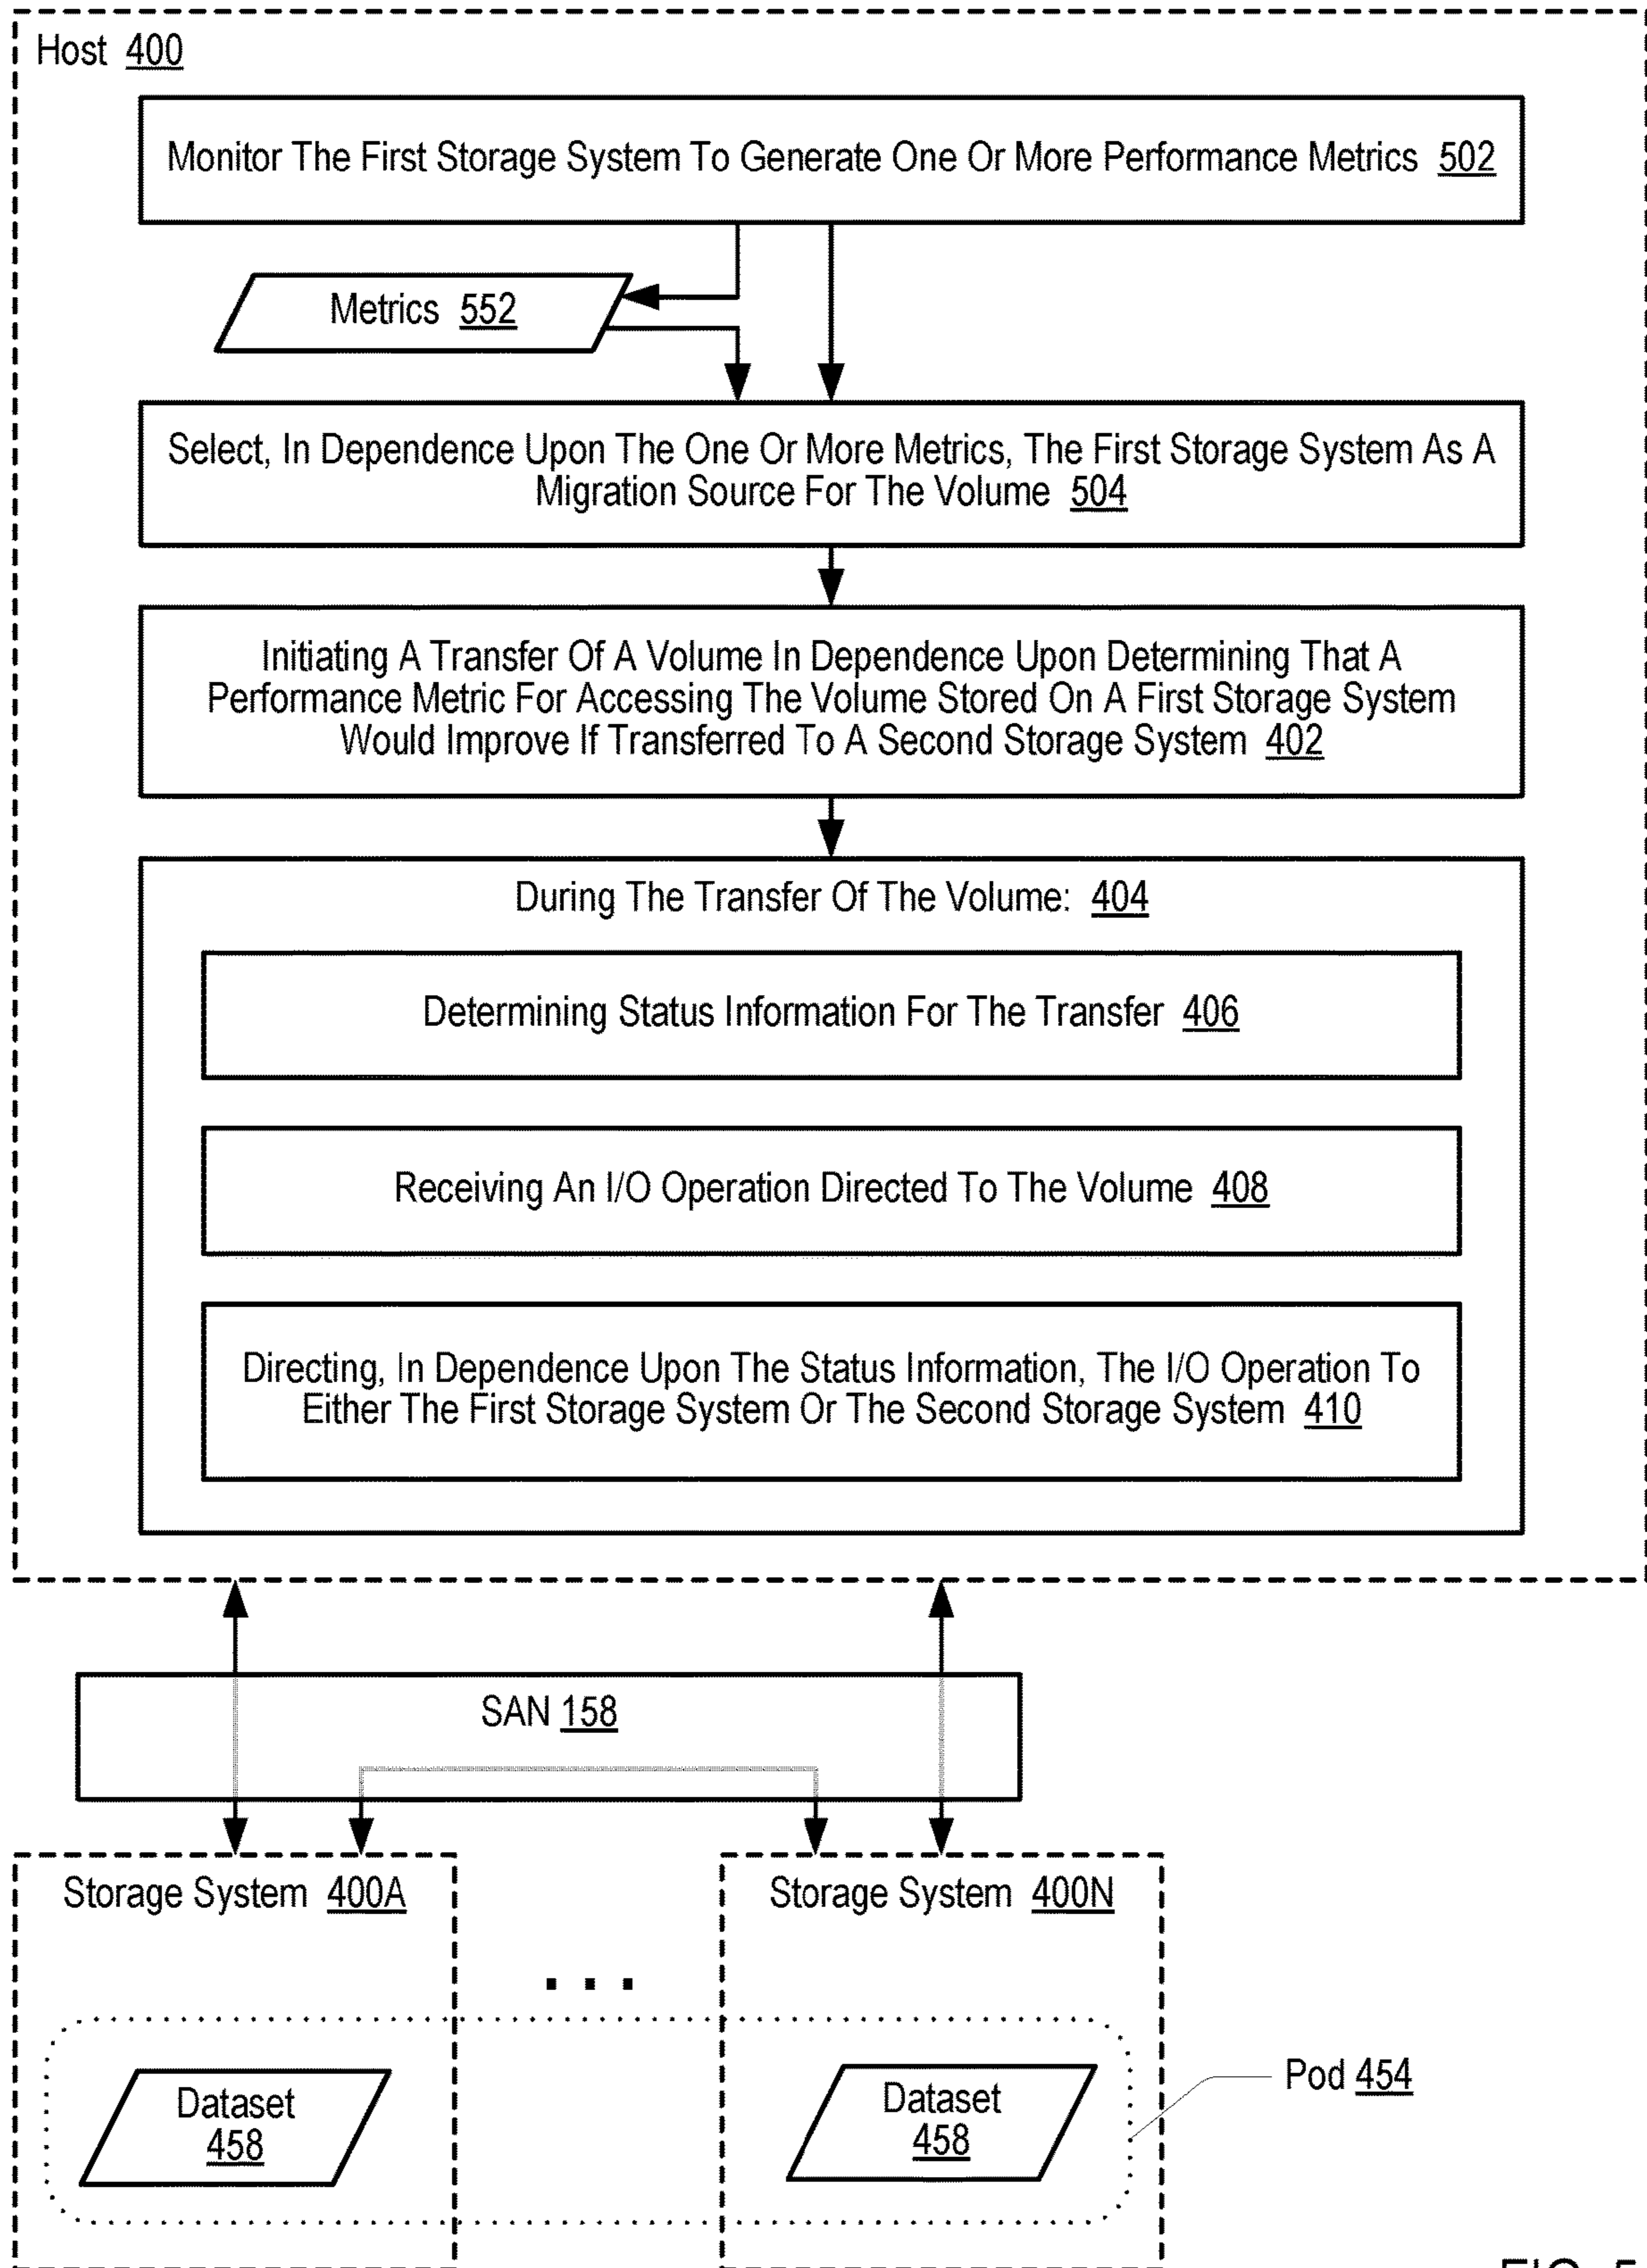 Host 400
Monitor The First Storage System To Generate One Or More Performance Metrics 502
Metrics 552
Select, In Dependence Upon The One Or More Metrics, The First Storage System As A
Migration Source For The Volume 504
Initiating A Transfer Of A Volume In Dependence Upon Determining That A
Performance Metric For Accessing The Volume Stored On A First Storage System
Would Improve If Transferred To A Second Storage System 402
During The Transfer Of The Volume: 404
Determining Status Information For The Transfer 406
Receiving An I/O Operation Directed To The Volume 408
Directing, In Dependence Upon The Status Information, The I/O Operation To
Either The First Storage System Or The Second Storage System 410
SAN 158
Storage System 400A
Storage System 400N
...
Dataset
458
Dataset
458
Pod 454
FIG. 5